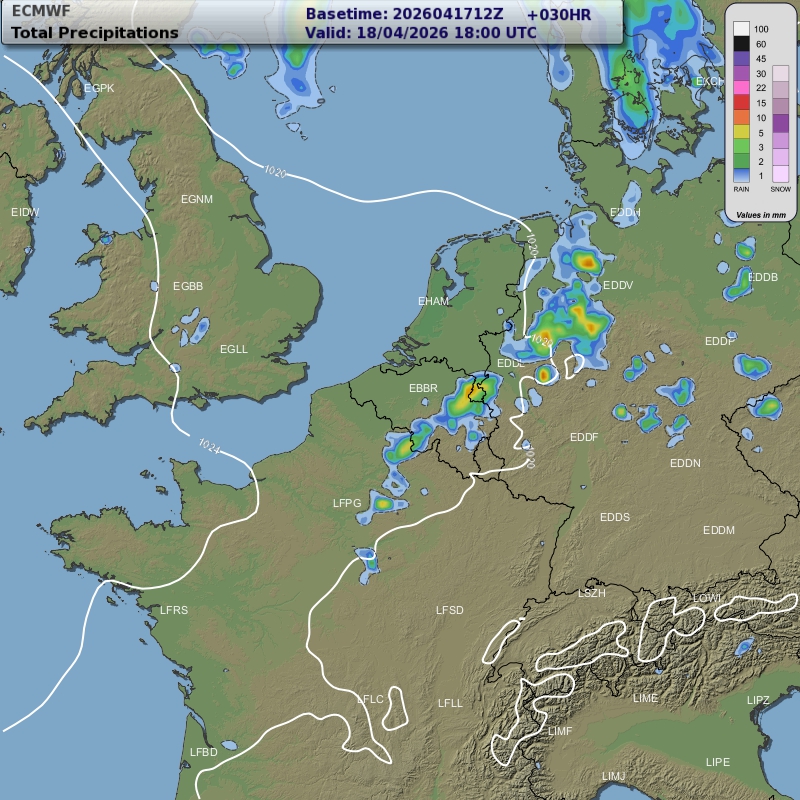 ECMWF
Basetime: 2026041712Z +030HR
Total Precipitations
Valid: 18/04/2026 18:00 UTC
100
60
45
30
22
15
10
5
3
2
1
RAIN SNOW
Values in mm
EGPK
EKCH
1020
EGNM
EIDW
EDDH
1020
EGBB
EDDV
EDDB
EHAM
EGLL
EDDP
EDDL
EBBR
EDDF
1024
1020
EDDN
LFPG
EDDS
EDDM
LSZH
LOWI
LFRS
LFSD
LFLC
LFLL
LIME
LIPZ
LIMF
LFBD
LIPE
LIMJ